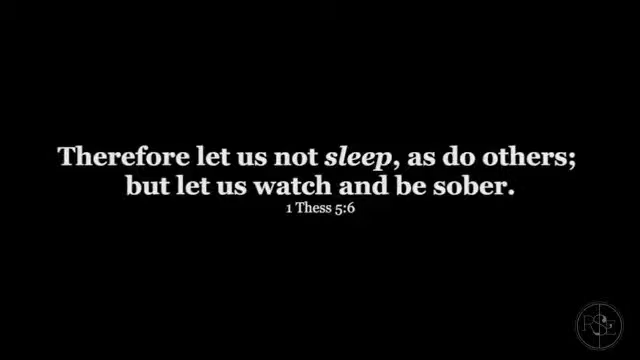 Therefore let us not sleep, as do others;
but let us watch and be sober.
1 Thess 5:6